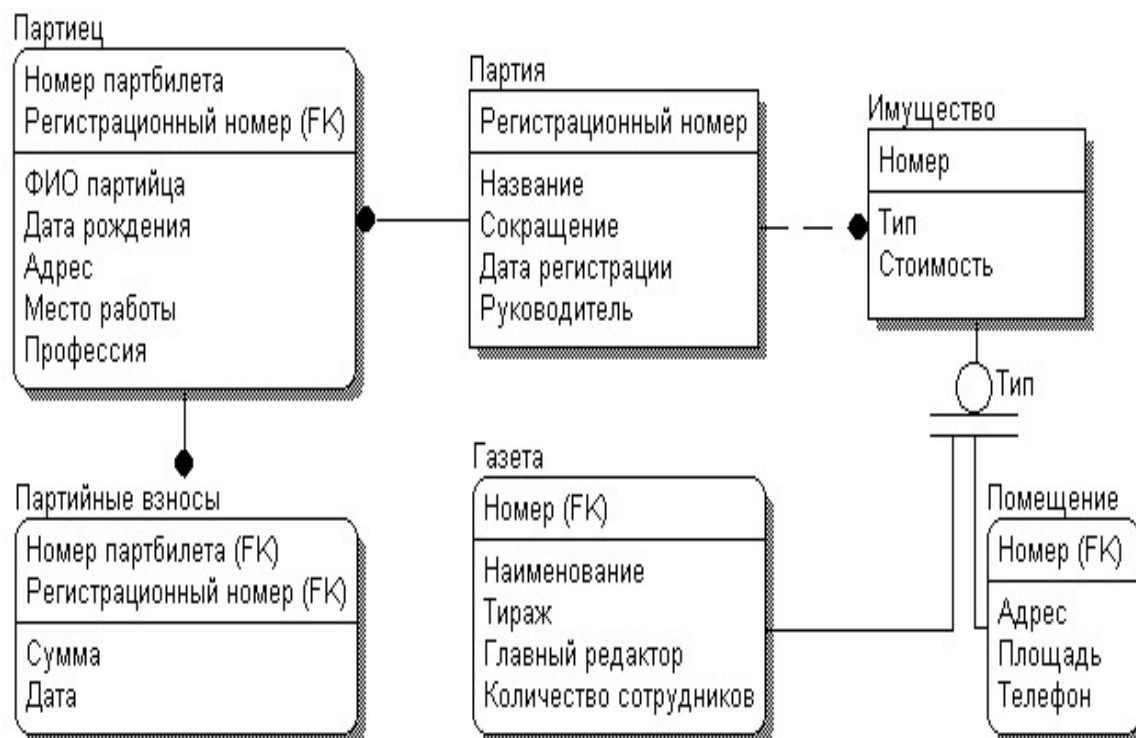 Партиец
Номер партбилета
Регистрационный номер (FK)
ФИО партийца
Дата рождения
Адрес
Место работы
Профессия
Партия
Регистрационный номер
Название
Сокращение
Дата регистрации
Руководитель
Имущество
Номер
Тип
Стоимость
Тип
Партийные взносы
Номер партбилета (FK)
Регистрационный номер (FK)
Сумма
Дата
Газета
Номер (FK)
Наименование
Тираж
Главный редактор
Количество сотрудников
Помещение
Номер (FK)
Адрес
Площадь
Телефон